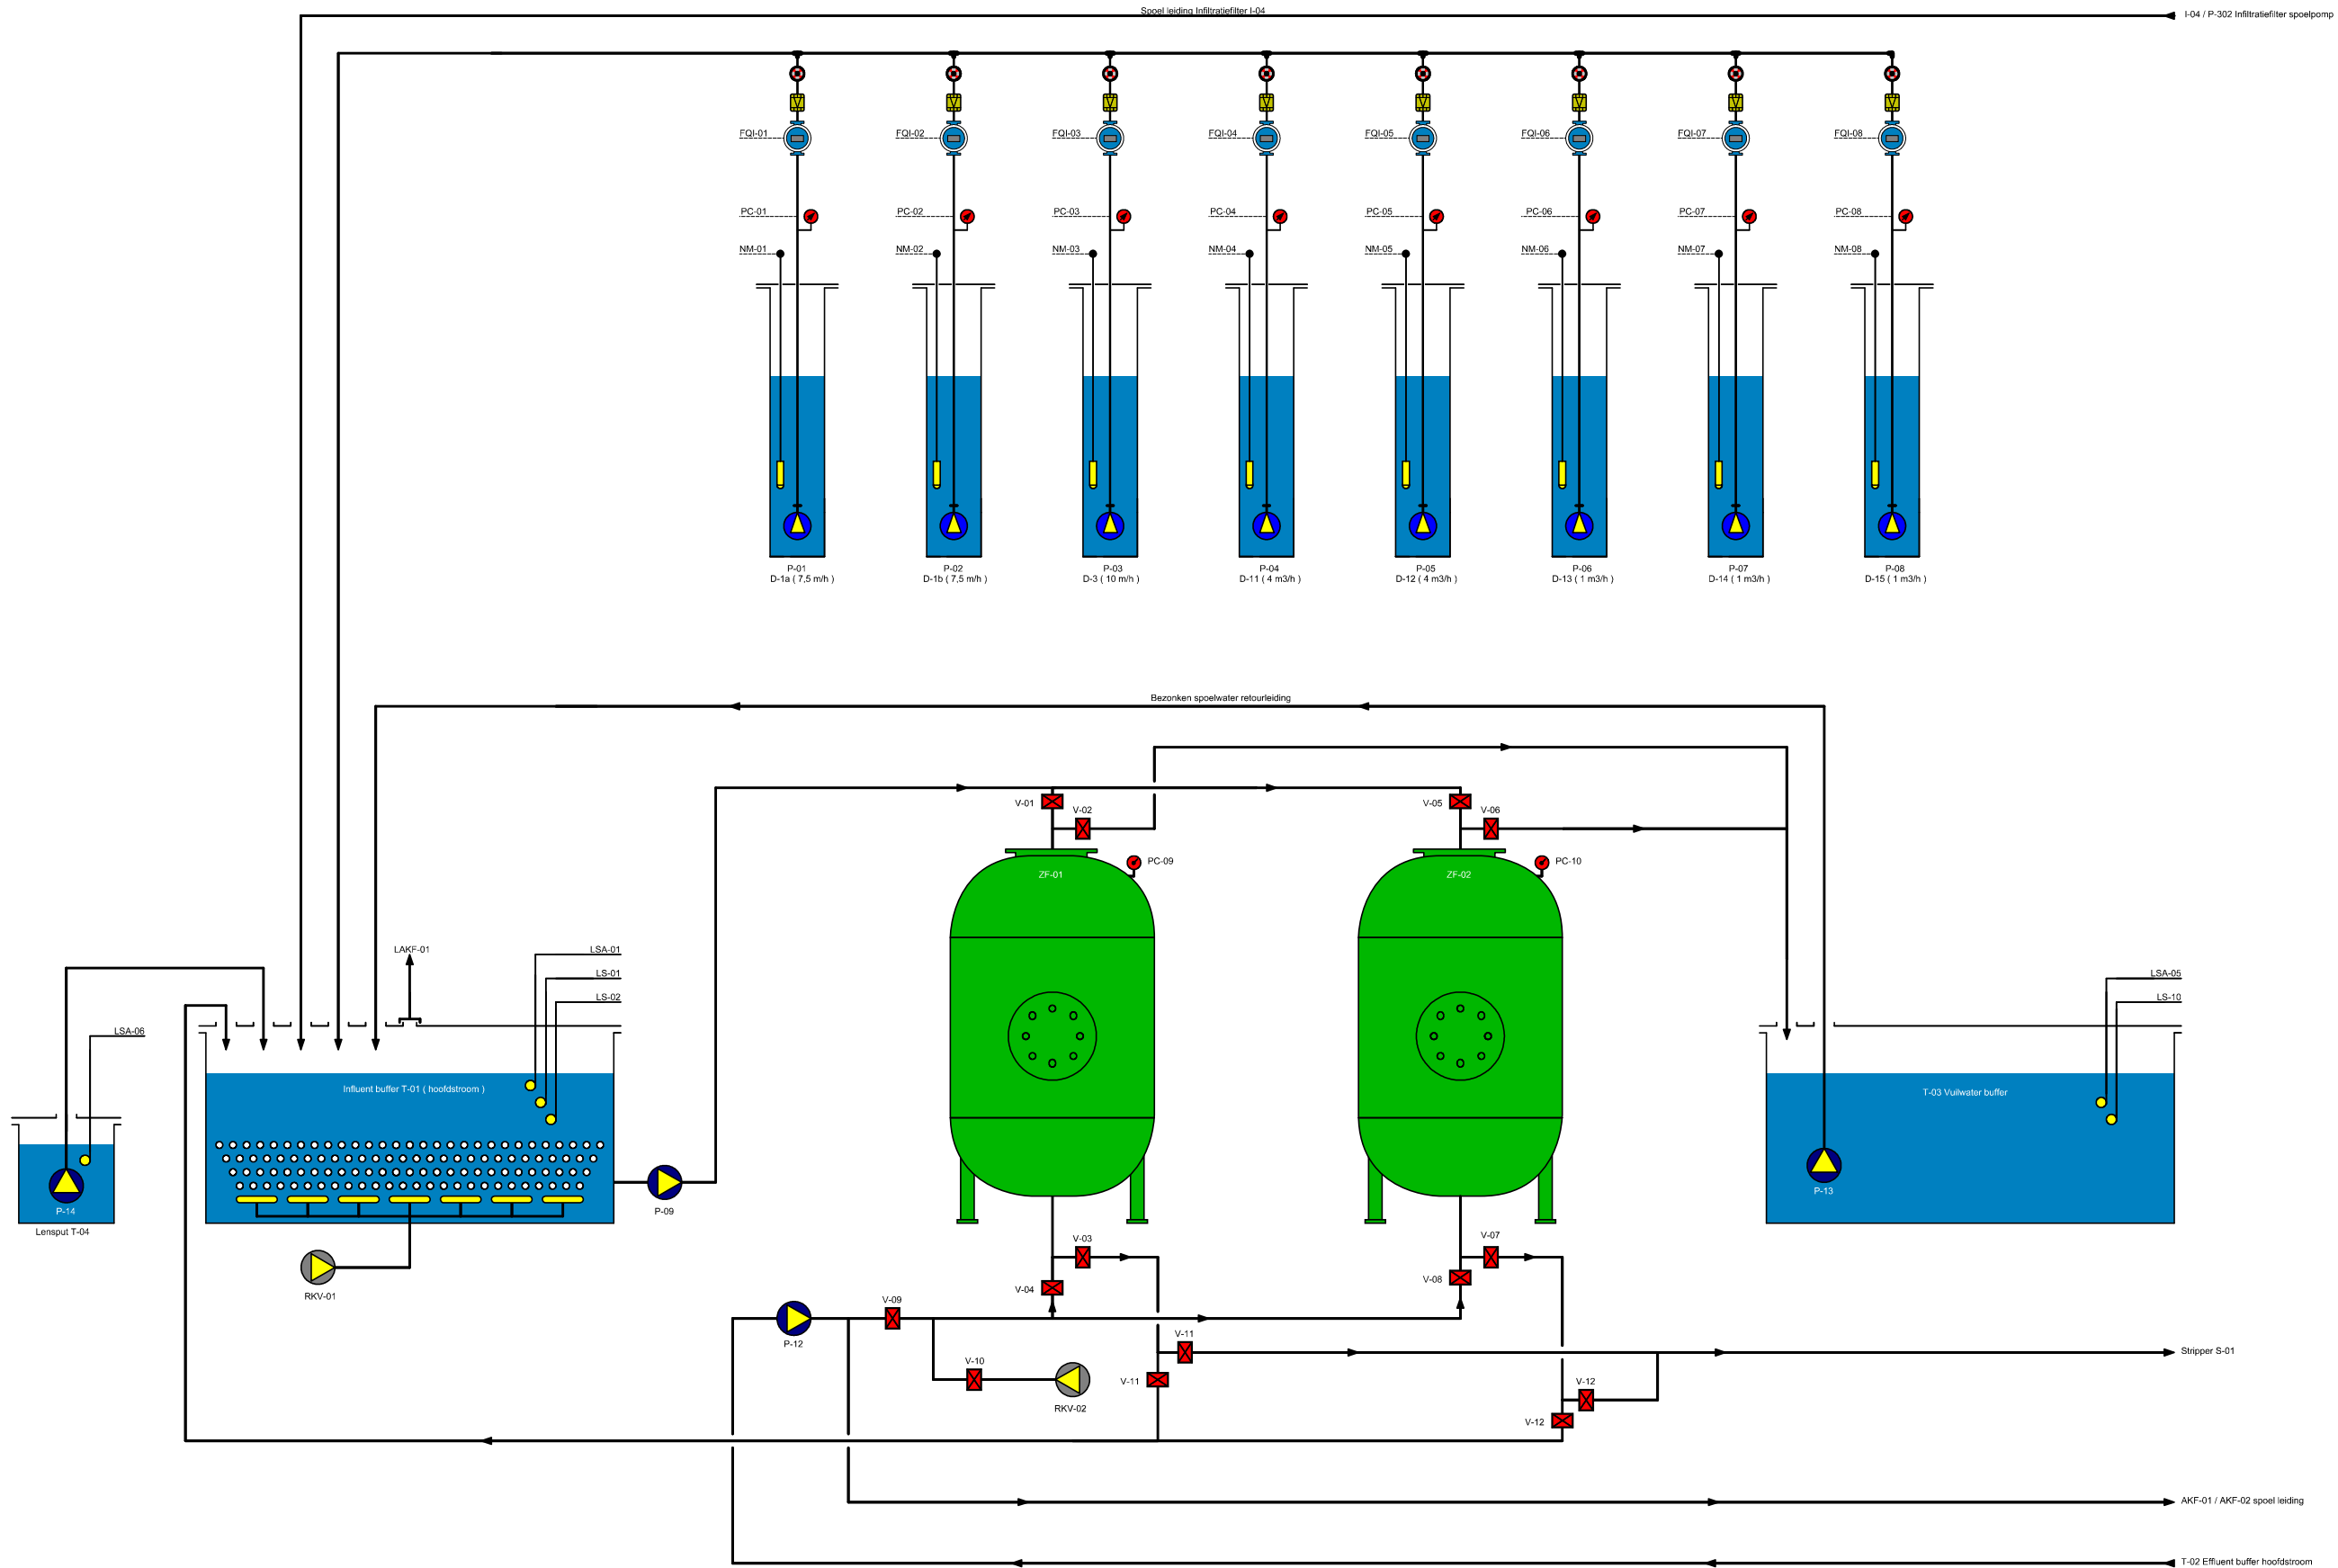 Spoel leiding Infiltratiefilter I-04
I-04 / P-302 Infiltratiefilter spoelpomp
FQI-01 FQI-02 FQI-03 FQI-04 FQI-05 FQI-06 FQI-07 FQI-08
PC-01 PC-02 PC-03 PC-04 PC-05 PC-06 PC-07 PC-08
NM-01 NM-02 NM-03 NM-04 NM-05 NM-06 NM-07 NM-08
P-01 P-02 P-03 P-04 P-05 P-06 P-07 P-08
D-1a ( 7,5 m/h ) D-1b ( 7,5 m/h ) D-3 ( 10 m/h ) D-11 ( 4 m3/h ) D-12 ( 4 m3/h ) D-13 ( 1 m3/h ) D-14 ( 1 m3/h ) D-15 ( 1 m3/h )
Bezonken spoelwater retourleiding
V-01
V-02
V-05
V-06
PC-09
PC-10
ZF-01
ZF-02
LAKF-01
LSA-01
LS-01
LS-02
LSA-05
LS-10
LSA-06
Influent buffer T-01 ( hoofdstroom )
T-03 Vuilwater buffer
P-14
Lensput T-04
P-09
P-13
RKV-01
V-03
V-04
V-07
V-08
V-09
P-12
V-10
RKV-02
V-11
V-11
Stripper S-01
V-12
V-12
AKF-01 / AKF-02 spoel leiding
T-02 Effluent buffer hoofdstroom